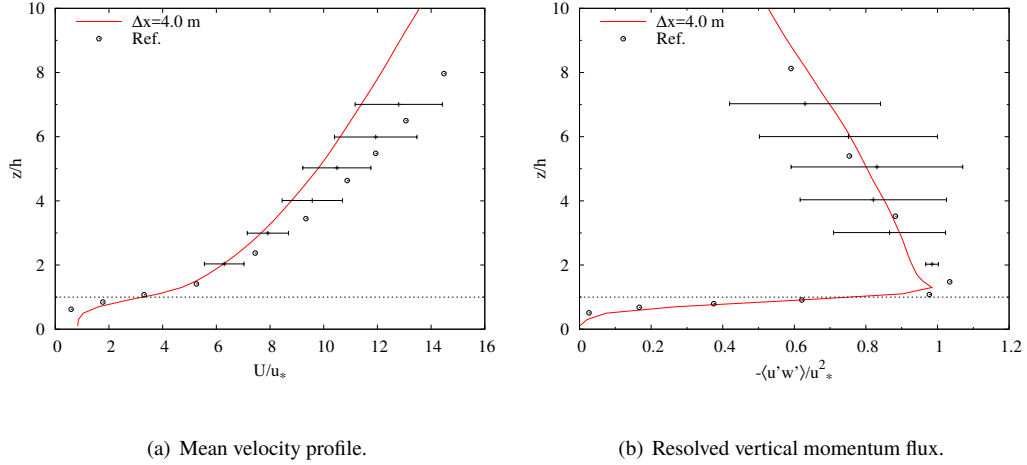 Δx=4.0 m
Ref.
10
8
6
4
2
0
z/h
0 2 4 6 8 10 12 14 16
U/u*
(a) Mean velocity profile.
Δx=4.0 m
Ref.
10
8
6
4
2
0
z/h
0 0.2 0.4 0.6 0.8 1 1.2
-⟨u'w'⟩/u²*
(b) Resolved vertical momentum flux.